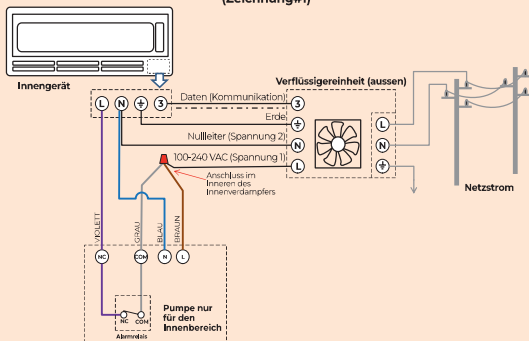 (Zeichnung#1)
Innengerät
L N 3
Daten (Kommunikation)
Erde
Nullleiter (Spannung 2)
100-240 VAC (Spannung 1)
Anschluss im
Inneren des
Innenverdampfers
Verflüssigereinheit (aussen)
3
N
L
L
N
Netzstrom
VIOLETT
GRAU
BLAU
BRAUN
NC COM N L
NC COM
Alarmrelais
Pumpe nur
für den
Innenbereich